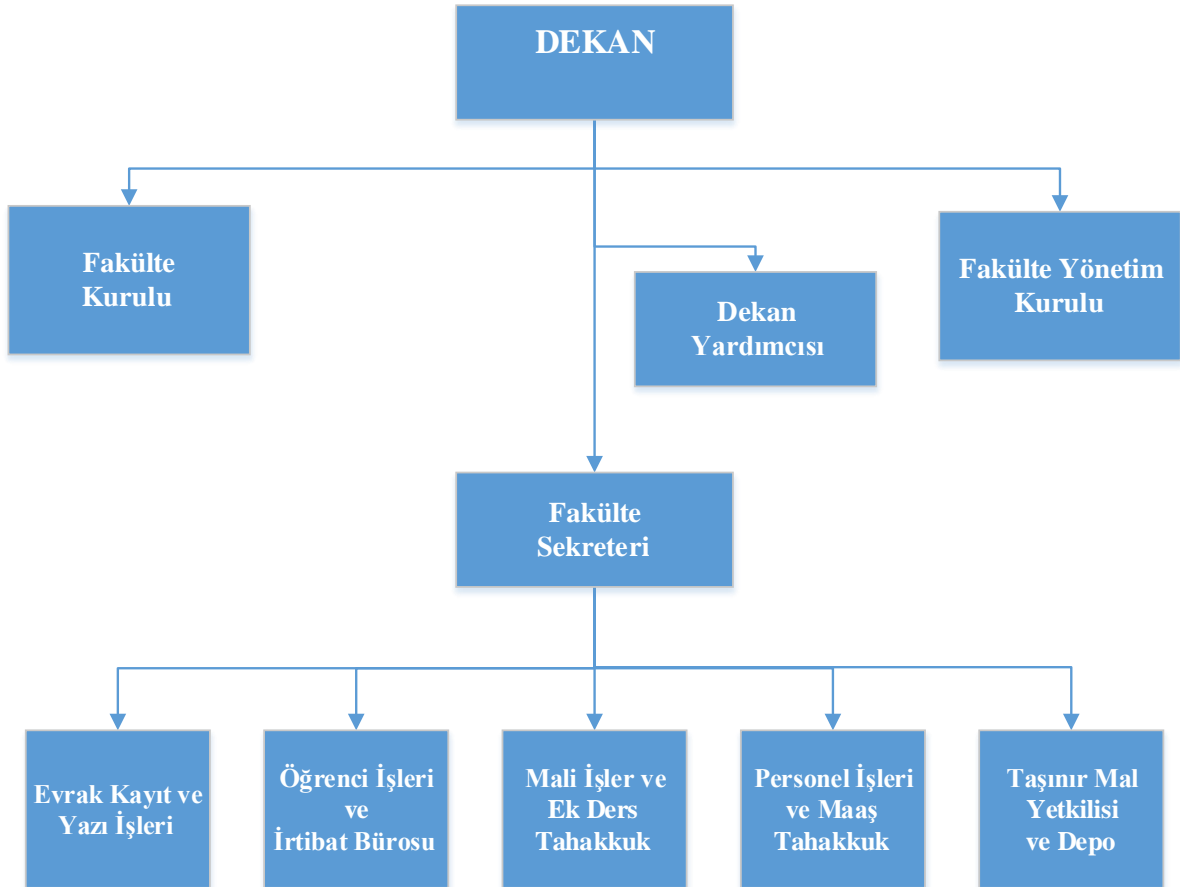 DEKAN
Fakülte
Kurulu
Dekan
Yardımcısı
Fakülte Yönetim
Kurulu
Fakülte
Sekreteri
Evrak Kayıt ve
Yazı İşleri
Öğrenci İşleri
ve
İrtibat Bürosu
Mali İşler ve
Ek Ders
Tahakkuk
Personel İşleri
ve Maaş
Tahakkuk
Taşınır Mal
Yetkilisi
ve Depo